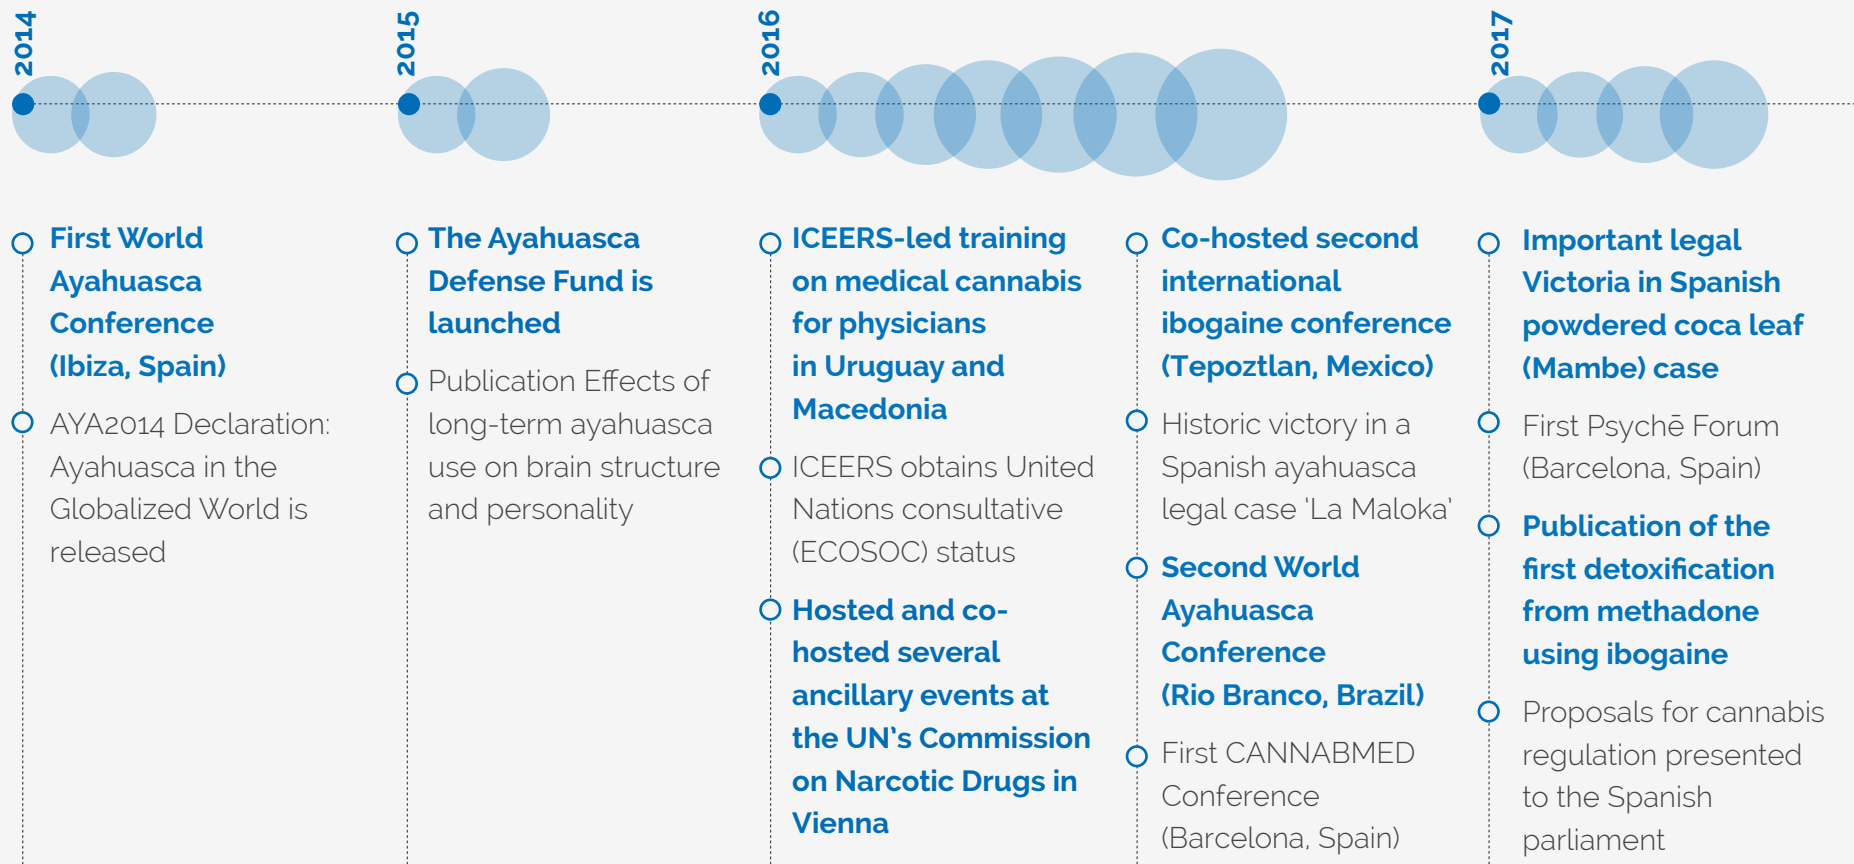 2014
First World
Ayahuasca
Conference
(Ibiza, Spain)
AYA2014 Declaration:
Ayahuasca in the
Globalized World is
released
2015
The Ayahuasca
Defense Fund is
launched
Publication Effects of
long-term ayahuasca
use on brain structure
and personality
2016
ICEERS-led training
on medical cannabis
for physicians
in Uruguay and
Macedonia
ICEERS obtains United
Nations consultative
(ECOSOC) status
Hosted and co-
hosted several
ancillary events at
the UN's Commission
on Narcotic Drugs in
Vienna
Co-hosted second
international
ibogaine conference
(Tepoztlan, Mexico)
Historic victory in a
Spanish ayahuasca
legal case 'La Maloka'
Second World
Ayahuasca
Conference
(Rio Branco, Brazil)
First CANNABMED
Conference
(Barcelona, Spain)
2017
Important legal
Victoria in Spanish
powdered coca leaf
(Mambe) case
First Psychē Forum
(Barcelona, Spain)
Publication of the
first detoxification
from methadone
using ibogaine
Proposals for cannabis
regulation presented
to the Spanish
parliament